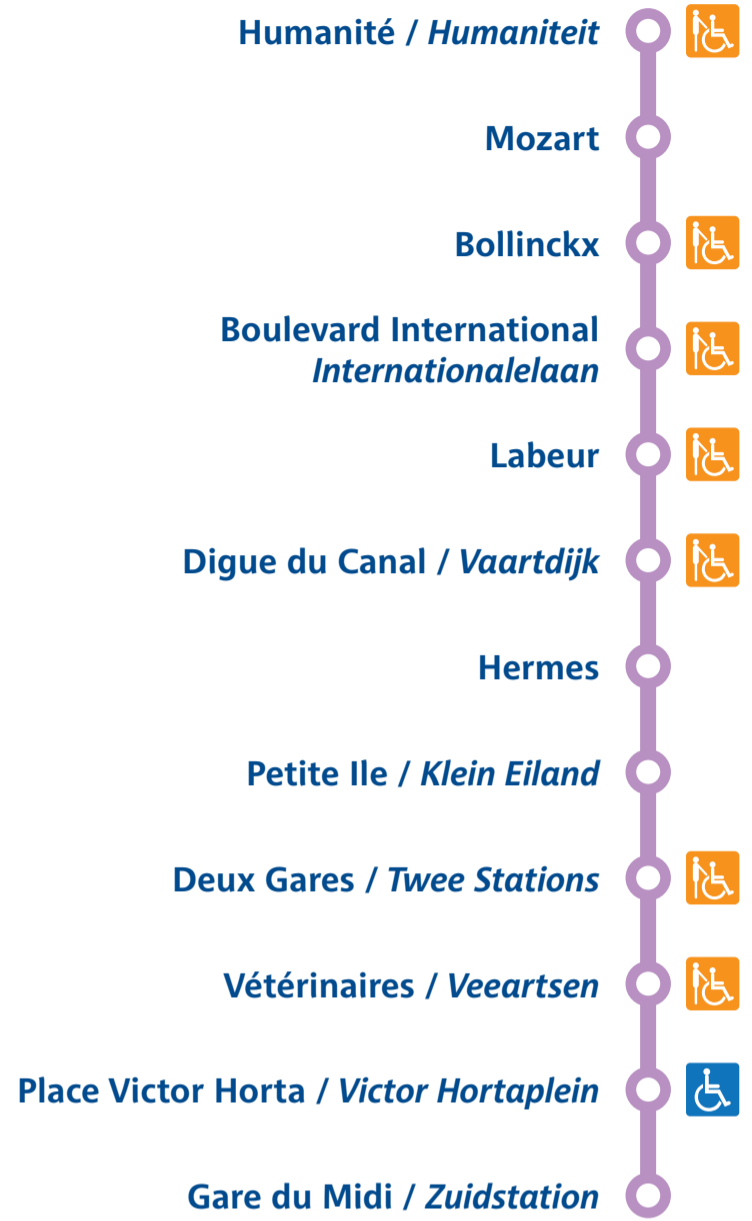 Humanité / Humaniteit
Mozart
Bollinckx
Boulevard International
Internationalelaan
Labeur
Digue du Canal / Vaartdijk
Hermes
Petite Ile / Klein Eiland
Deux Gares / Twee Stations
Vétérinaires / Veeartsen
Place Victor Horta / Victor Hortaplein
Gare du Midi / Zuidstation